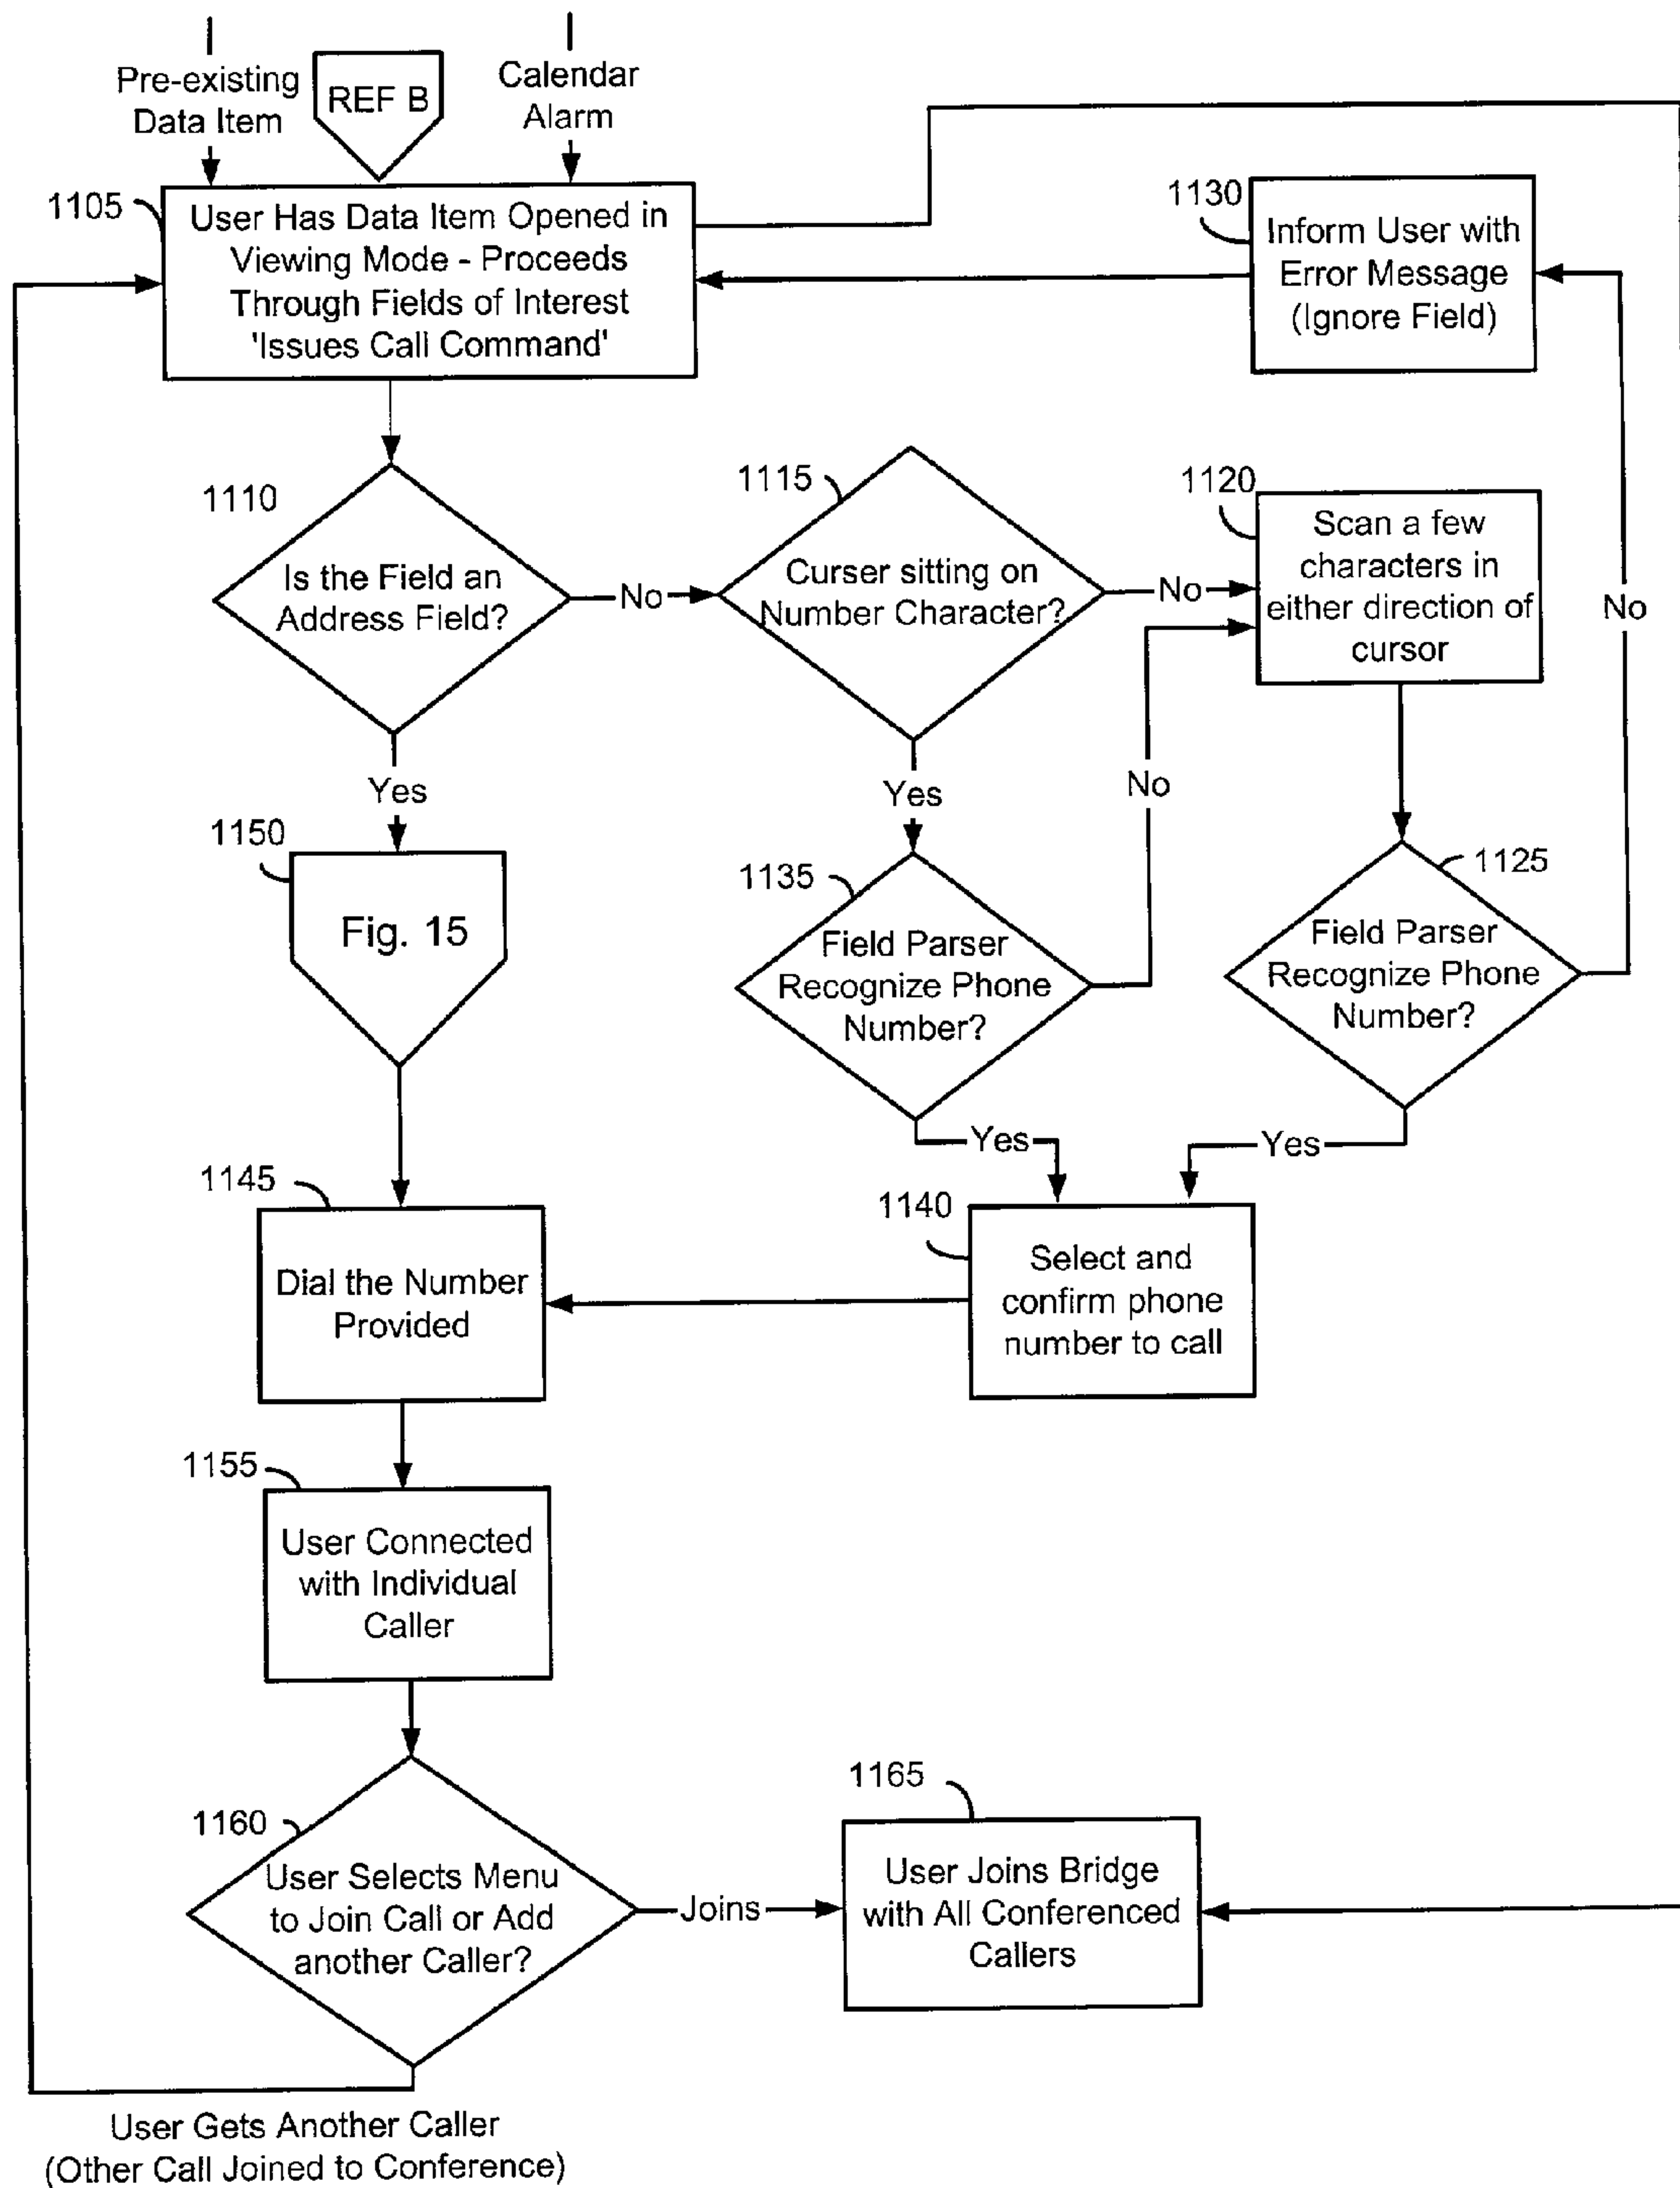 Pre-existing
Data Item
REF B
Calendar
Alarm
1105
User Has Data Item Opened in
Viewing Mode - Proceeds
Through Fields of Interest
'Issues Call Command'
1130
Inform User with
Error Message
(Ignore Field)
1110
Is the Field an
Address Field?
No
1115
Curser sitting on
Number Character?
No
1120
Scan a few
characters in
either direction of
cursor
No
Yes
Yes
No
1150
Fig. 15
1135
Field Parser
Recognize Phone
Number?
1125
Field Parser
Recognize Phone
Number?
Yes
Yes
1145
Dial the Number
Provided
1140
Select and
confirm phone
number to call
1155
User Connected
with Individual
Caller
1160
User Selects Menu
to Join Call or Add
another Caller?
Joins
1165
User Joins Bridge
with All Conferenced
Callers
User Gets Another Caller
(Other Call Joined to Conference)